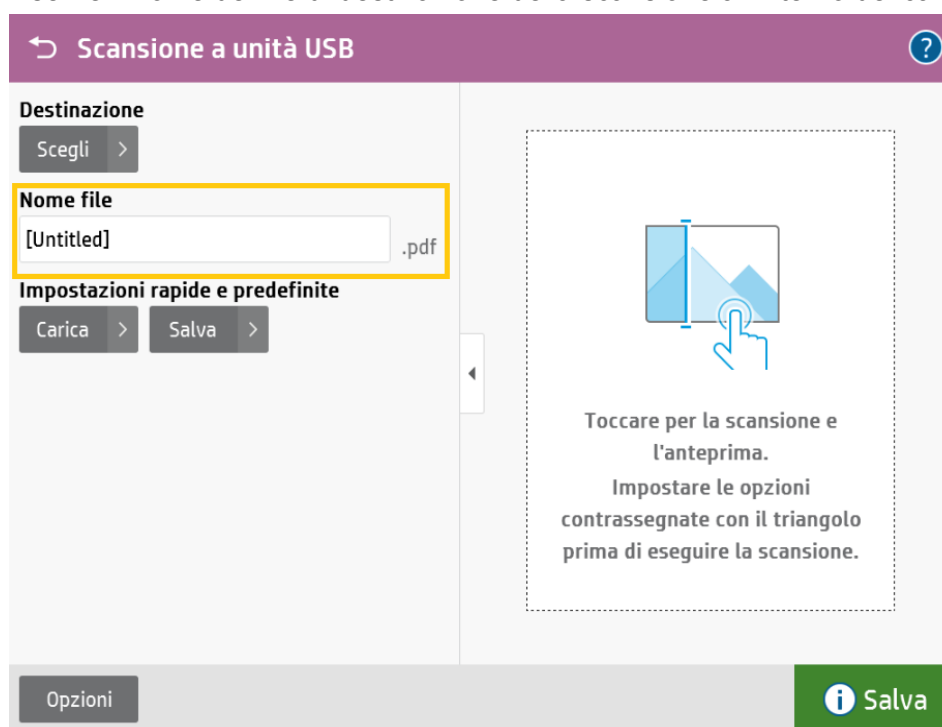 Scansione a unità USB
?
Destinazione
Scegli >
Nome file
[Untitled]
.pdf
Impostazioni rapide e predefinite
Carica >
Salva >
Toccare per la scansione e
l'anteprima.
Impostare le opzioni
contrassegnate con il triangolo
prima di eseguire la scansione.
Opzioni
i Salva